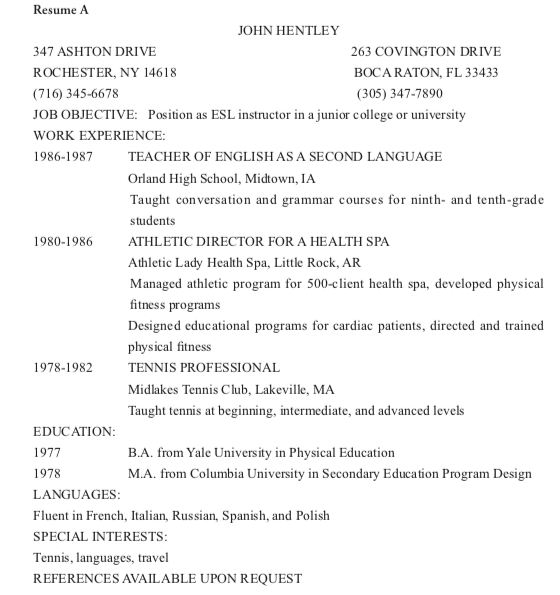 Resume A
JOHN HENTLEY
347 ASHTON DRIVE 263 COVINGTON DRIVE
ROCHESTER, NY 14618 BOCA RATON, FL 33433
(716) 345-6678 (305) 347-7890
JOB OBJECTIVE: Position as ESL instructor in a junior college or university
WORK EXPERIENCE:
1986-1987 TEACHER OF ENGLISH AS A SECOND LANGUAGE
Orland High School, Midtown, IA
Taught conversation and grammar courses for ninth- and tenth-grade
students
1980-1986 ATHLETIC DIRECTOR FOR A HEALTH SPA
Athletic Lady Health Spa, Little Rock, AR
Managed athletic program for 500-client health spa, developed physical
fitness programs
Designed educational programs for cardiac patients, directed and trained
physical fitness
1978-1982 TENNIS PROFESSIONAL
Midlakes Tennis Club, Lakeville, MA
Taught tennis at beginning, intermediate, and advanced levels
EDUCATION:
1977 B.A. from Yale University in Physical Education
1978 M.A. from Columbia University in Secondary Education Program Design
LANGUAGES:
Fluent in French, Italian, Russian, Spanish, and Polish
SPECIAL INTERESTS:
Tennis, languages, travel
REFERENCES AVAILABLE UPON REQUEST